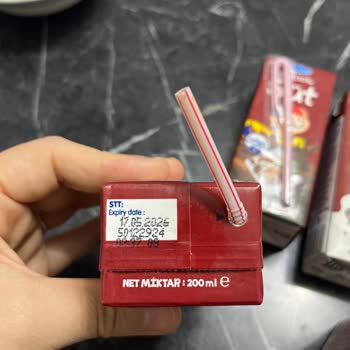 STT:
Expiry date :
17.05.2026
50122924
NET MİKTAR : 200 ml e